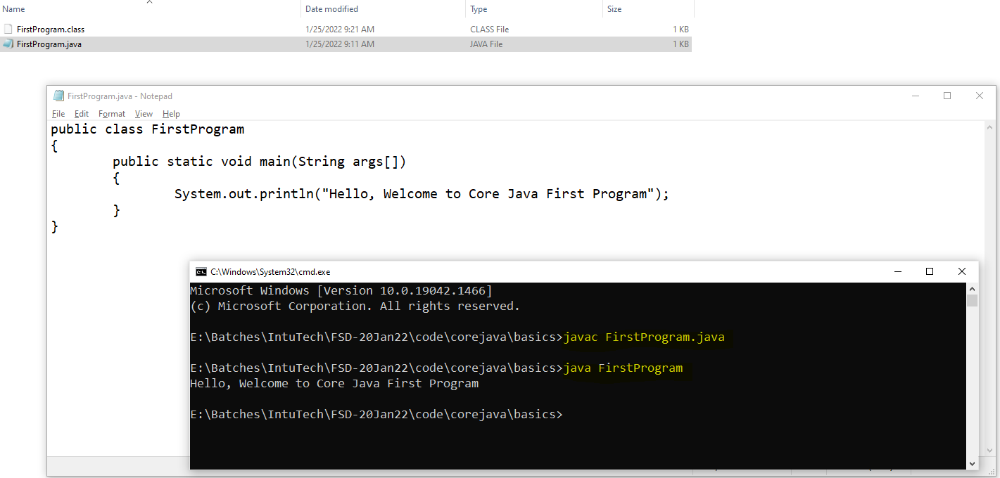 Name Date modified Type Size
FirstProgram.class 1/25/2022 9:21 AM CLASS File 1 KB
FirstProgram.java 1/25/2022 9:11 AM JAVA File 1 KB
FirstProgram.java - Notepad
File Edit Format View Help
public class FirstProgram
{
public static void main(String args[])
{
System.out.println("Hello, Welcome to Core Java First Program");
}
}
C:\Windows\System32\cmd.exe
Microsoft Windows [Version 10.0.19042.1466]
(c) Microsoft Corporation. All rights reserved.
E:\Batches\IntuTech\FSD-20Jan22\code\corejava\basics>javac FirstProgram.java
E:\Batches\IntuTech\FSD-20Jan22\code\corejava\basics>java FirstProgram
Hello, Welcome to Core Java First Program
E:\Batches\IntuTech\FSD-20Jan22\code\corejava\basics>